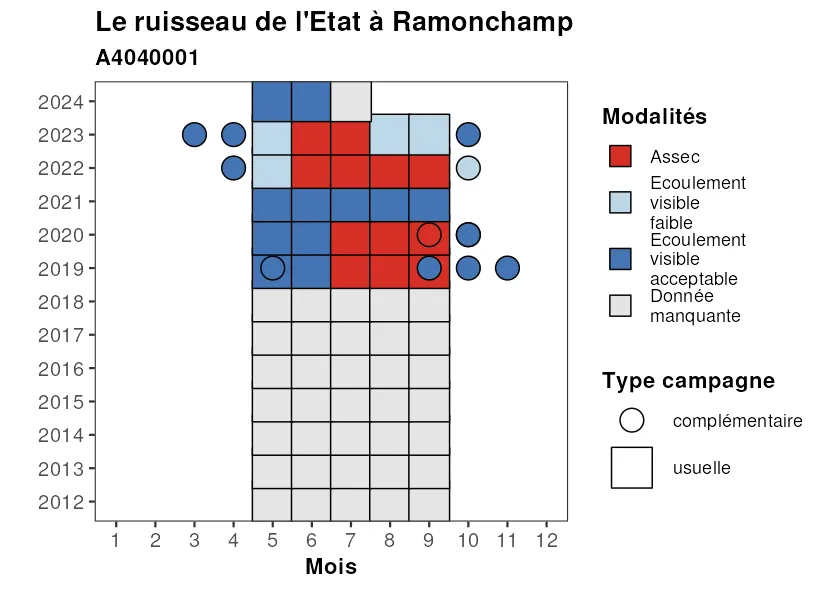 Le ruisseau de l'Etat à Ramonchamp
A4040001
2024
2023
2022
2021
2020
2019
2018
2017
2016
2015
2014
2013
2012
1 2 3 4 5 6 7 8 9 10 11 12
Mois
Modalités
Assec
Ecoulement
visible
faible
Ecoulement
visible
acceptable
Donnée
manquante
Type campagne
complémentaire
usuelle